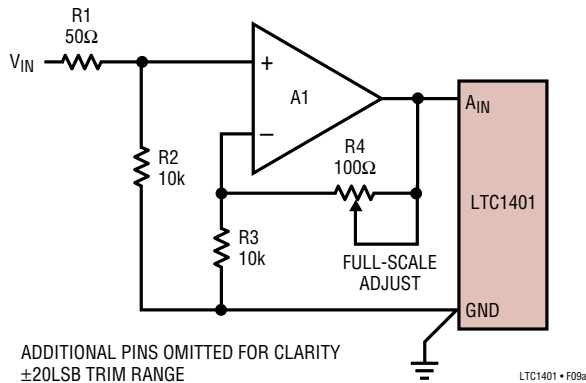 R1
50Ω
VIN
+
A1
−
AIN
R2
10k
R4
100Ω
LTC1401
R3
10k
FULL-SCALE
ADJUST
GND
ADDITIONAL PINS OMITTED FOR CLARITY
±20LSB TRIM RANGE
LTC1401 • F09a